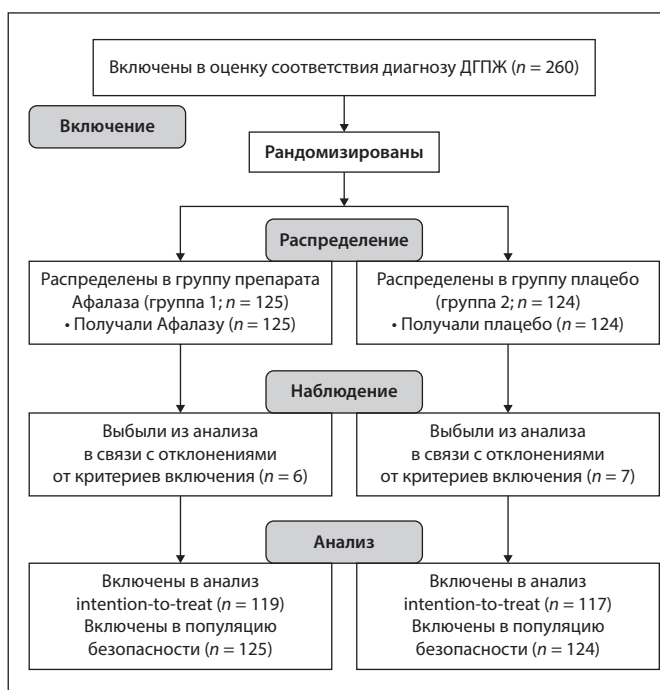 Включены в оценку соответствия диагнозу ДГПЖ (n = 260)
Включение
Рандомизированы
Распределение
Распределены в группу препарата
Афалаза (группа 1; n = 125)
• Получали Афалазу (n = 125)
Распределены в группу плацебо
(группа 2; n = 124)
• Получали плацебо (n = 124)
Наблюдение
Выбыли из анализа
в связи с отклонениями
от критериев включения (n = 6)
Выбыли из анализа
в связи с отклонениями
от критериев включения (n = 7)
Анализ
Включены в анализ
intention-to-treat (n = 119)
Включены в популяцию
безопасности (n = 125)
Включены в анализ
intention-to-treat (n = 117)
Включены в популяцию
безопасности (n = 124)